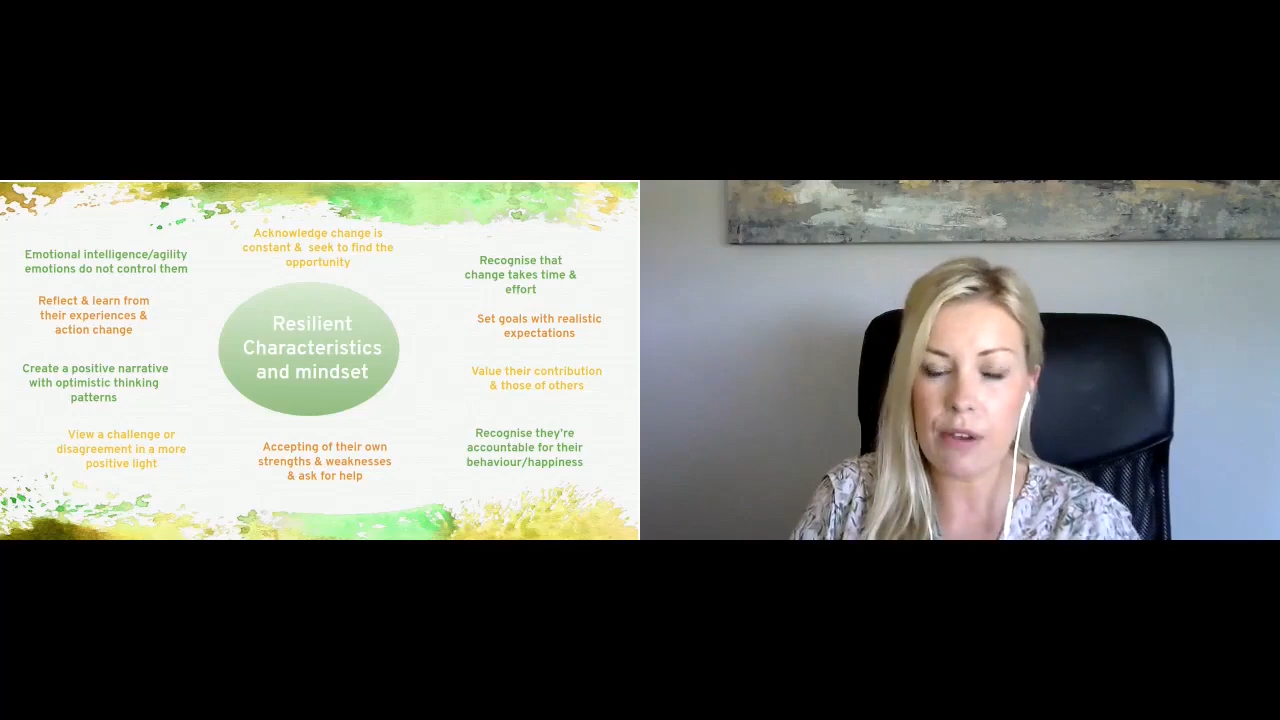 Acknowledge change is
constant & seek to find the
opportunity
Emotional intelligence/agility
emotions do not control them
Recognise that
change takes time &
effort
Reflect & learn from
their experiences &
action change
Set goals with realistic
expectations
Resilient
Characteristics
and mindset
Create a positive narrative
with optimistic thinking
patterns
Value their contribution
& those of others
View a challenge or
disagreement in a more
positive light
Accepting of their own
strengths & weaknesses
& ask for help
Recognise they're
accountable for their
behaviour/happiness